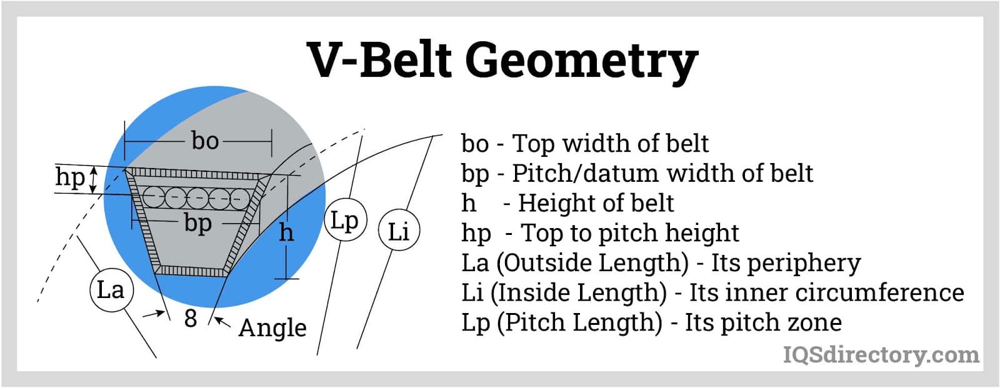 V-Belt Geometry
bo
hp
bp
h
Lp
Li
La
8
Angle
bo - Top width of belt
bp - Pitch/datum width of belt
h - Height of belt
hp - Top to pitch height
La (Outside Length) - Its periphery
Li (Inside Length) - Its inner circumference
Lp (Pitch Length) - Its pitch zone
IQSdirectory.com